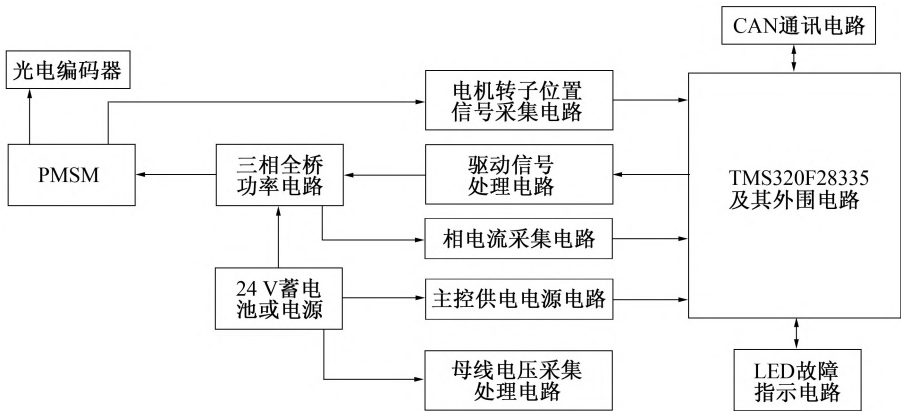 CAN通讯电路
光电编码器
电机转子位置
信号采集电路
PMSM
三相全桥
功率电路
驱动信号
处理电路
TMS320F28335
及其外围电路
相电流采集电路
24 V蓄电
池或电源
主控供电电源电路
母线电压采集
处理电路
LED故障
指示电路